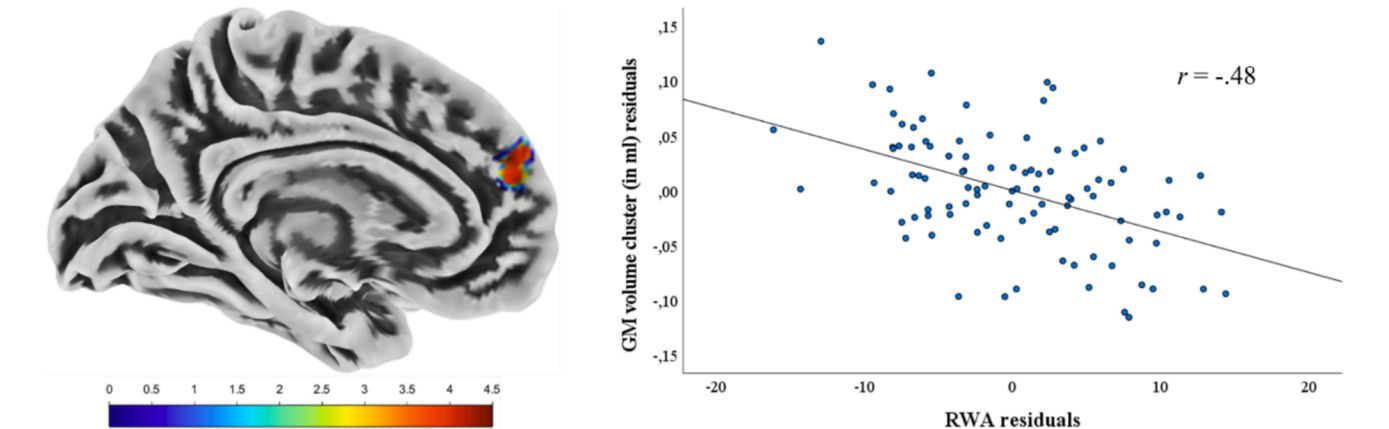 0 0.5 1 1.5 2 2.5 3 3.5 4 4.5
GM volume cluster (in ml) residuals
,15
,10
,05
,00
-,05
-,10
-,15
r = -.48
-20 -10 0 10 20
RWA residuals